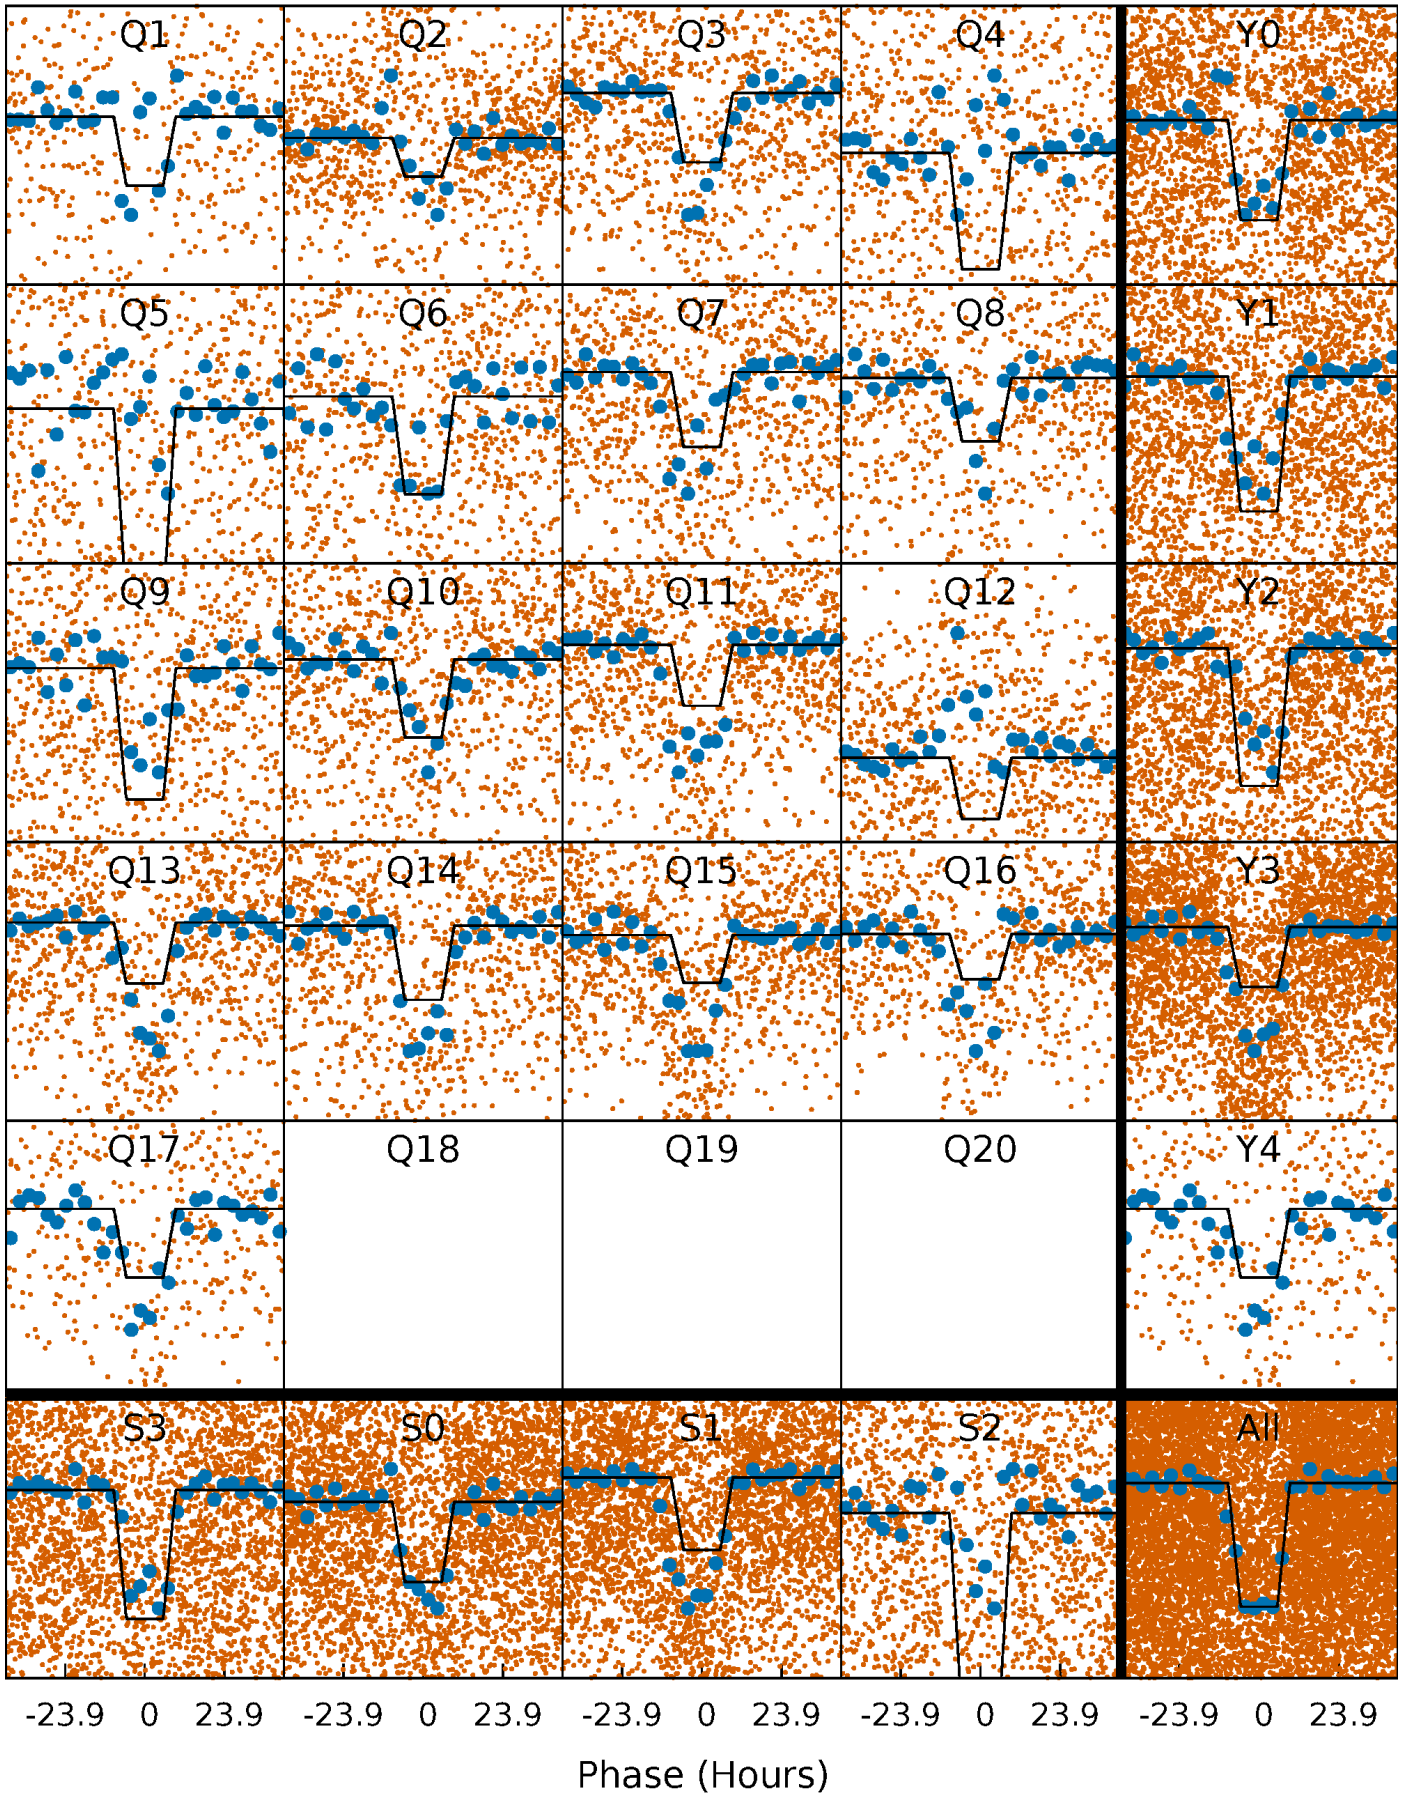 Q1 Q2 Q3 Q4 Y0
Q5 Q6 Q7 Q8 Y1
Q9 Q10 Q11 Q12 Y2
Q13 Q14 Q15 Q16 Y3
Q17 Q18 Q19 Q20 Y4
S3 S0 S1 S2 All
-23.9 0 23.9 -23.9 0 23.9 -23.9 0 23.9 -23.9 0 23.9 -23.9 0 23.9
Phase (Hours)